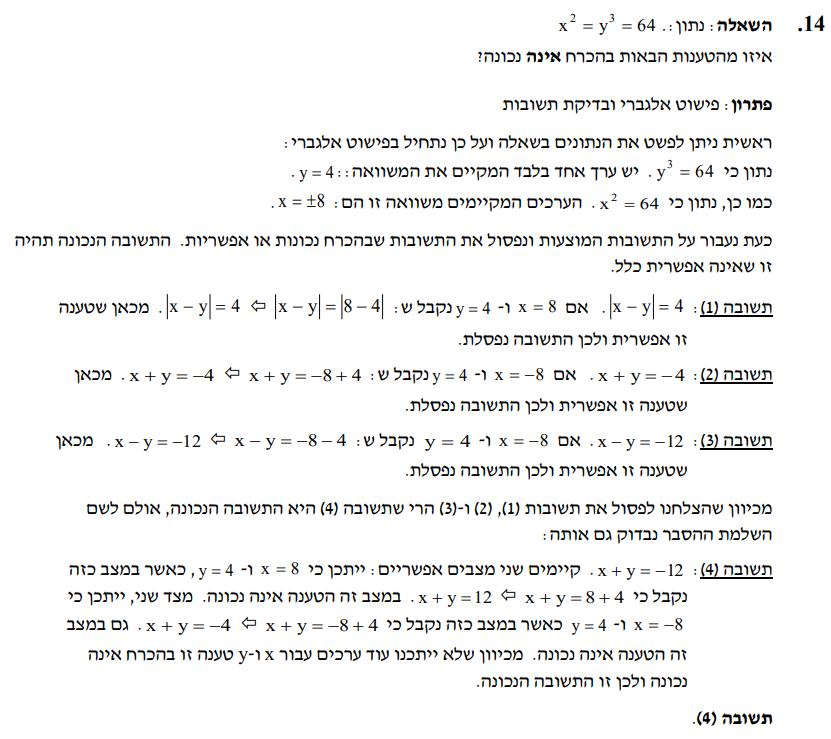 14. השאלה: נתון: x² = y³ = 64 .
איזו מהטענות הבאות בהכרח אינה נכונה?
פתרון: פישוט אלגברי ובדיקת תשובות
ראשית ניתן לפשט את הנתונים בשאלה ועל כן נתחיל בפישוט אלגברי:
נתון כי y³ = 64 . יש ערך אחד בלבד המקיים את המשוואה:: y = 4 .
כמו כן, נתון כי x² = 64 . הערכים המקיימים משוואה זו הם: x = ±8 .
כעת נעבור על התשובות המוצעות ונפסול את התשובות שבהכרח נכונות או אפשריות. התשובה הנכונה תהיה
זו שאינה אפשרית כלל.
תשובה (1): |x − y| = 4 . אם x = 8 ו- y = 4 נקבל ש: |x − y| = |8 − 4| ⇦ |x − y| = 4 . מכאן שטענה
זו אפשרית ולכן התשובה נפסלת.
תשובה (2): x + y = −4 . אם x = −8 ו- y = 4 נקבל ש: x + y = −8 + 4 ⇦ x + y = −4 . מכאן
שטענה זו אפשרית ולכן התשובה נפסלת.
תשובה (3): x − y = −12 . אם x = −8 ו- y = 4 נקבל ש: x − y = −8 − 4 ⇦ x − y = −12 . מכאן
שטענה זו אפשרית ולכן התשובה נפסלת.
מכיוון שהצלחנו לפסול את תשובות (1), (2) ו-(3) הרי שתשובה (4) היא התשובה הנכונה, אולם לשם
השלמת ההסבר נבדוק גם אותה:
תשובה (4): x + y = −12 . קיימים שני מצבים אפשריים: ייתכן כי x = 8 ו- y = 4 , כאשר במצב כזה
נקבל כי x + y = 8 + 4 ⇦ x + y = 12 . במצב זה הטענה אינה נכונה. מצד שני, ייתכן כי
x = −8 ו- y = 4 כאשר במצב כזה נקבל כי x + y = −8 + 4 ⇦ x + y = −4 . גם במצב
זה הטענה אינה נכונה. מכיוון שלא ייתכנו עוד ערכים עבור x ו-y טענה זו בהכרח אינה
נכונה ולכן זו התשובה הנכונה.
תשובה (4).